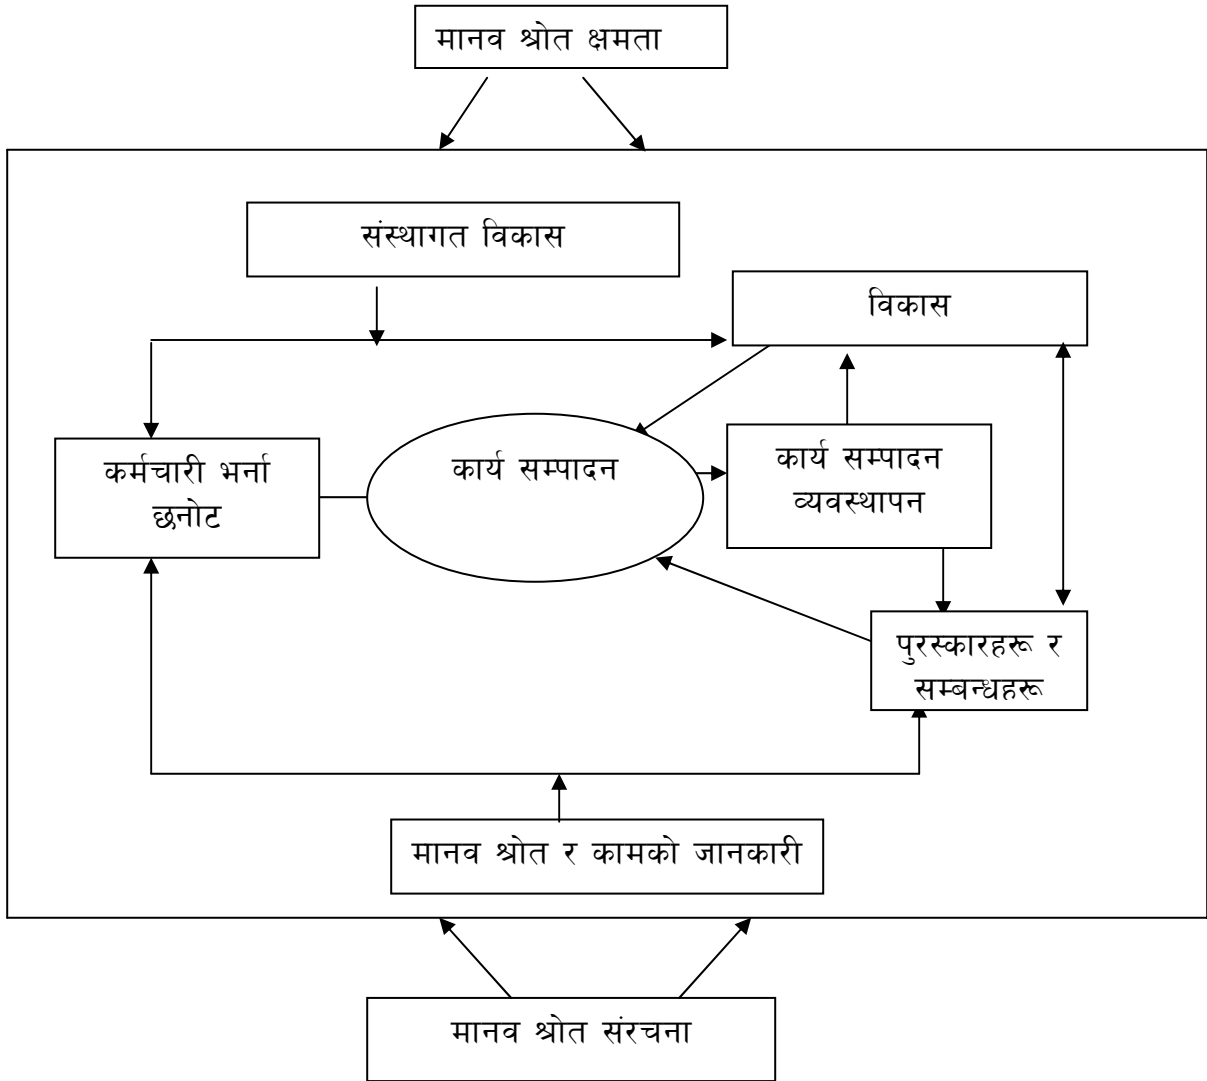 मानव श्रोत क्षमता
संस्थागत विकास
विकास
कर्मचारी भर्ना
छनोट
कार्य सम्पादन
कार्य सम्पादन
व्यवस्थापन
पुरस्कारहरू र
सम्बन्धहरू
मानव श्रोत र कामको जानकारी
मानव श्रोत संरचना